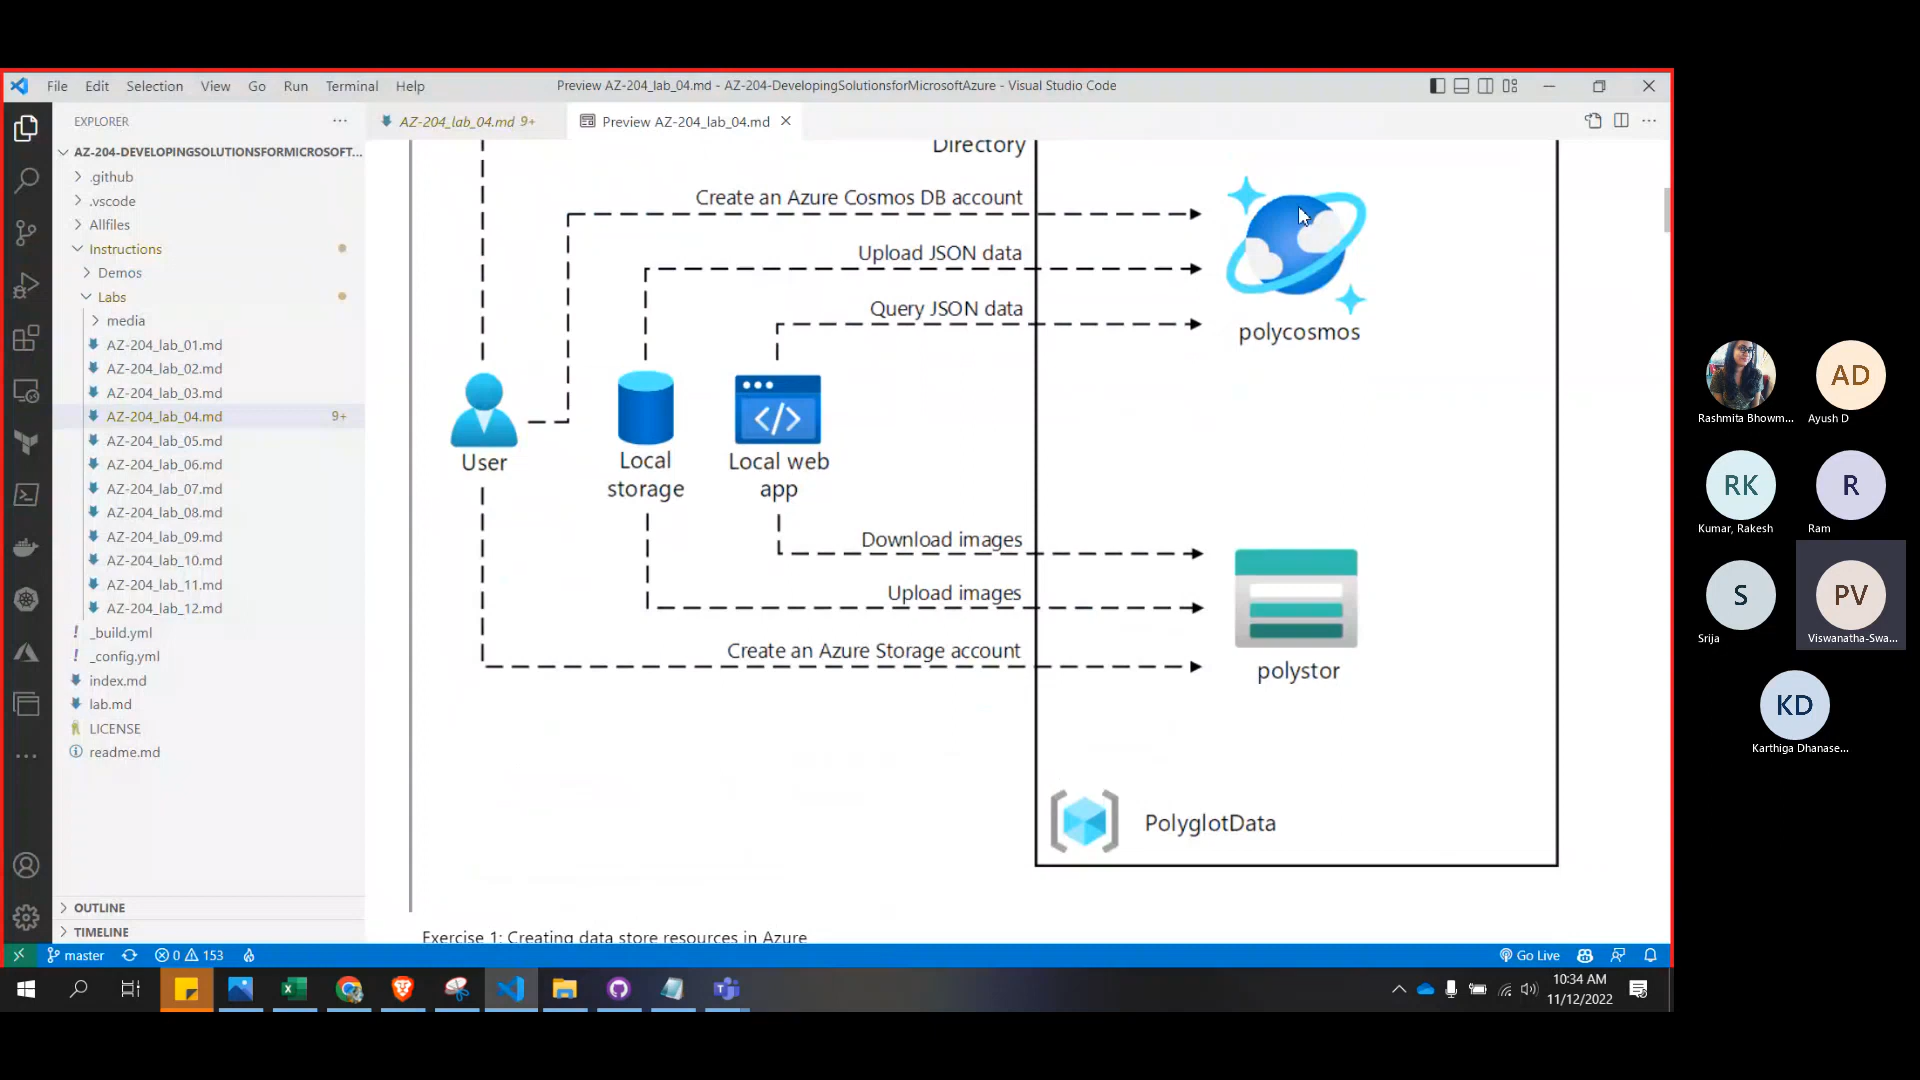 File Edit Selection View Go Run Terminal Help
Preview AZ-204_lab_04.md - AZ-204-DevelopingSolutionsforMicrosoftAzure - Visual Studio Code
EXPLORER
AZ-204_lab_04.md 9+
Preview AZ-204_lab_04.md
AZ-204-DEVELOPINGSOLUTIONSFORMICROSOFT...
.github
.vscode
Allfiles
Instructions
Demos
Labs
media
AZ-204_lab_01.md
AZ-204_lab_02.md
AZ-204_lab_03.md
AZ-204_lab_04.md 9+
AZ-204_lab_05.md
AZ-204_lab_06.md
AZ-204_lab_07.md
AZ-204_lab_08.md
AZ-204_lab_09.md
AZ-204_lab_10.md
AZ-204_lab_11.md
AZ-204_lab_12.md
_build.yml
_config.yml
index.md
lab.md
LICENSE
readme.md
OUTLINE
TIMELINE
Directory
Create an Azure Cosmos DB account
Upload JSON data
Query JSON data
polycosmos
User
Local
storage
Local web
app
Download images
Upload images
Create an Azure Storage account
polystor
PolyglotData
Exercise 1: Creating data store resources in Azure
master
0
153
Go Live
10:34 AM
11/12/2022
Rashmita Bhowm...
AD
Ayush D
RK
Kumar, Rakesh
R
Ram
S
Srija
PV
Viswanatha-Swa...
KD
Karthiga Dhanase...